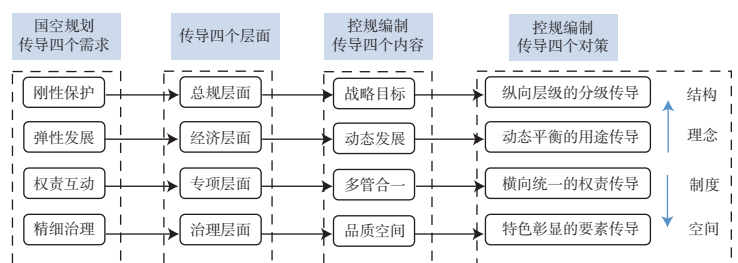 国空规划
传导四个需求
传导四个层面
控规编制
传导四个内容
控规编制
传导四个对策
刚性保护
总规层面
战略目标
纵向层级的分级传导
结构
弹性发展
经济层面
动态发展
动态平衡的用途传导
理念
权责互动
专项层面
多管合一
横向统一的权责传导
制度
精细治理
治理层面
品质空间
特色彰显的要素传导
空间